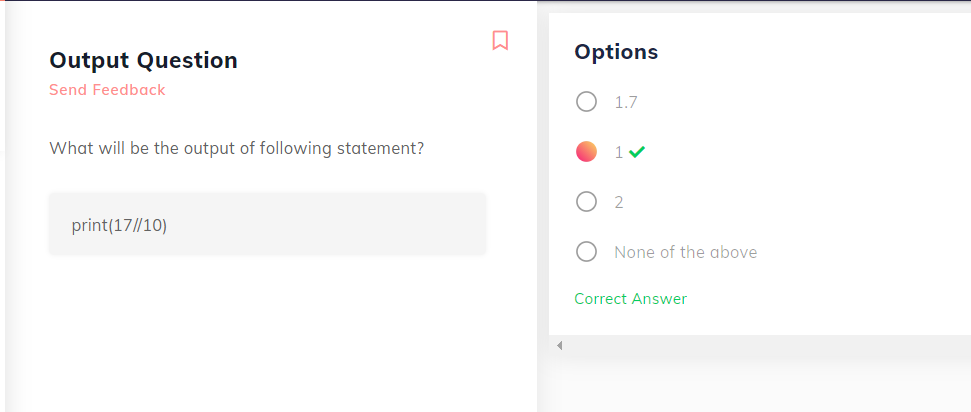 Output Question
Send Feedback
What will be the output of following statement?
print(17//10)
Options
1.7
1
2
None of the above
Correct Answer